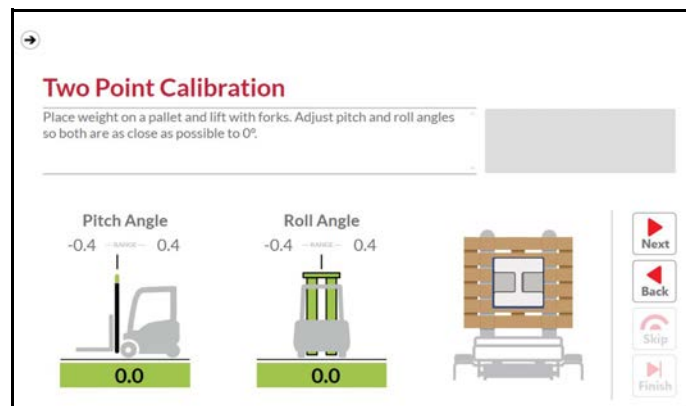 Two Point Calibration
Place weight on a pallet and lift with forks. Adjust pitch and roll angles
so both are as close as possible to 0°.
Pitch Angle
-0.4 —RANGE— 0.4
0.0
Roll Angle
-0.4 —RANGE— 0.4
0.0
Next
Back
Skip
Finish